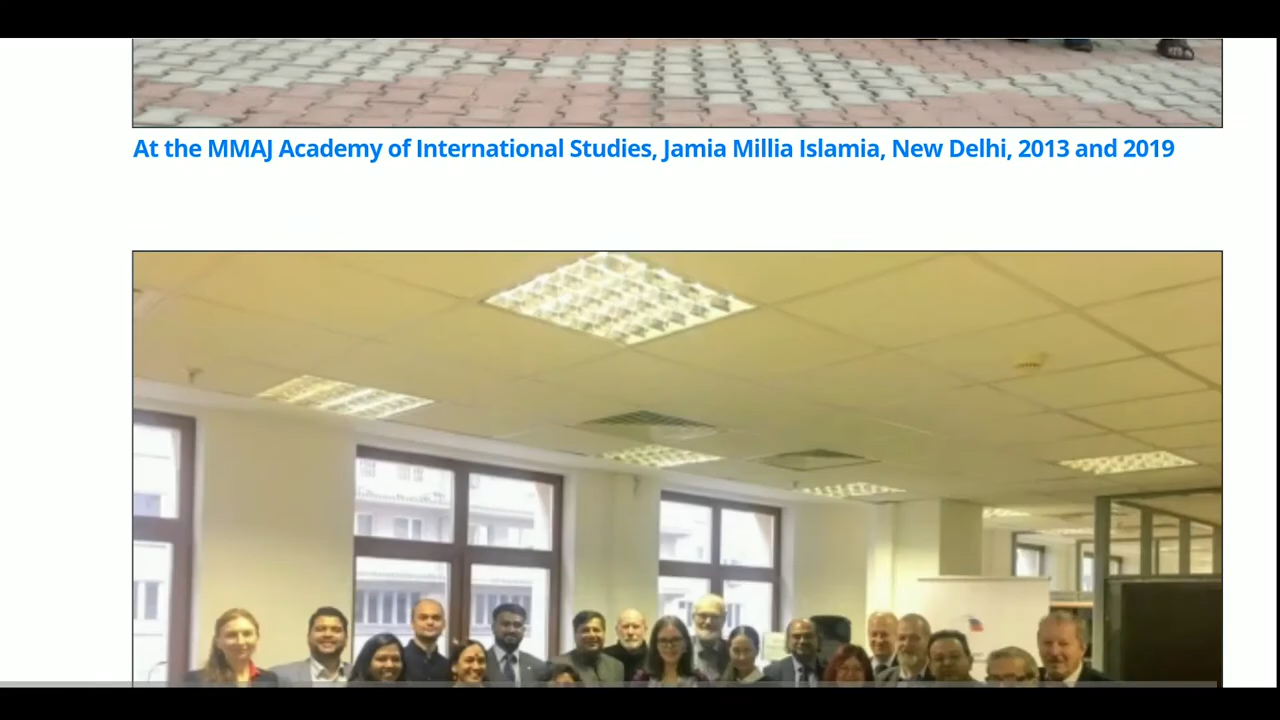 At the MMAJ Academy of International Studies, Jamia Millia Islamia, New Delhi, 2013 and 2019